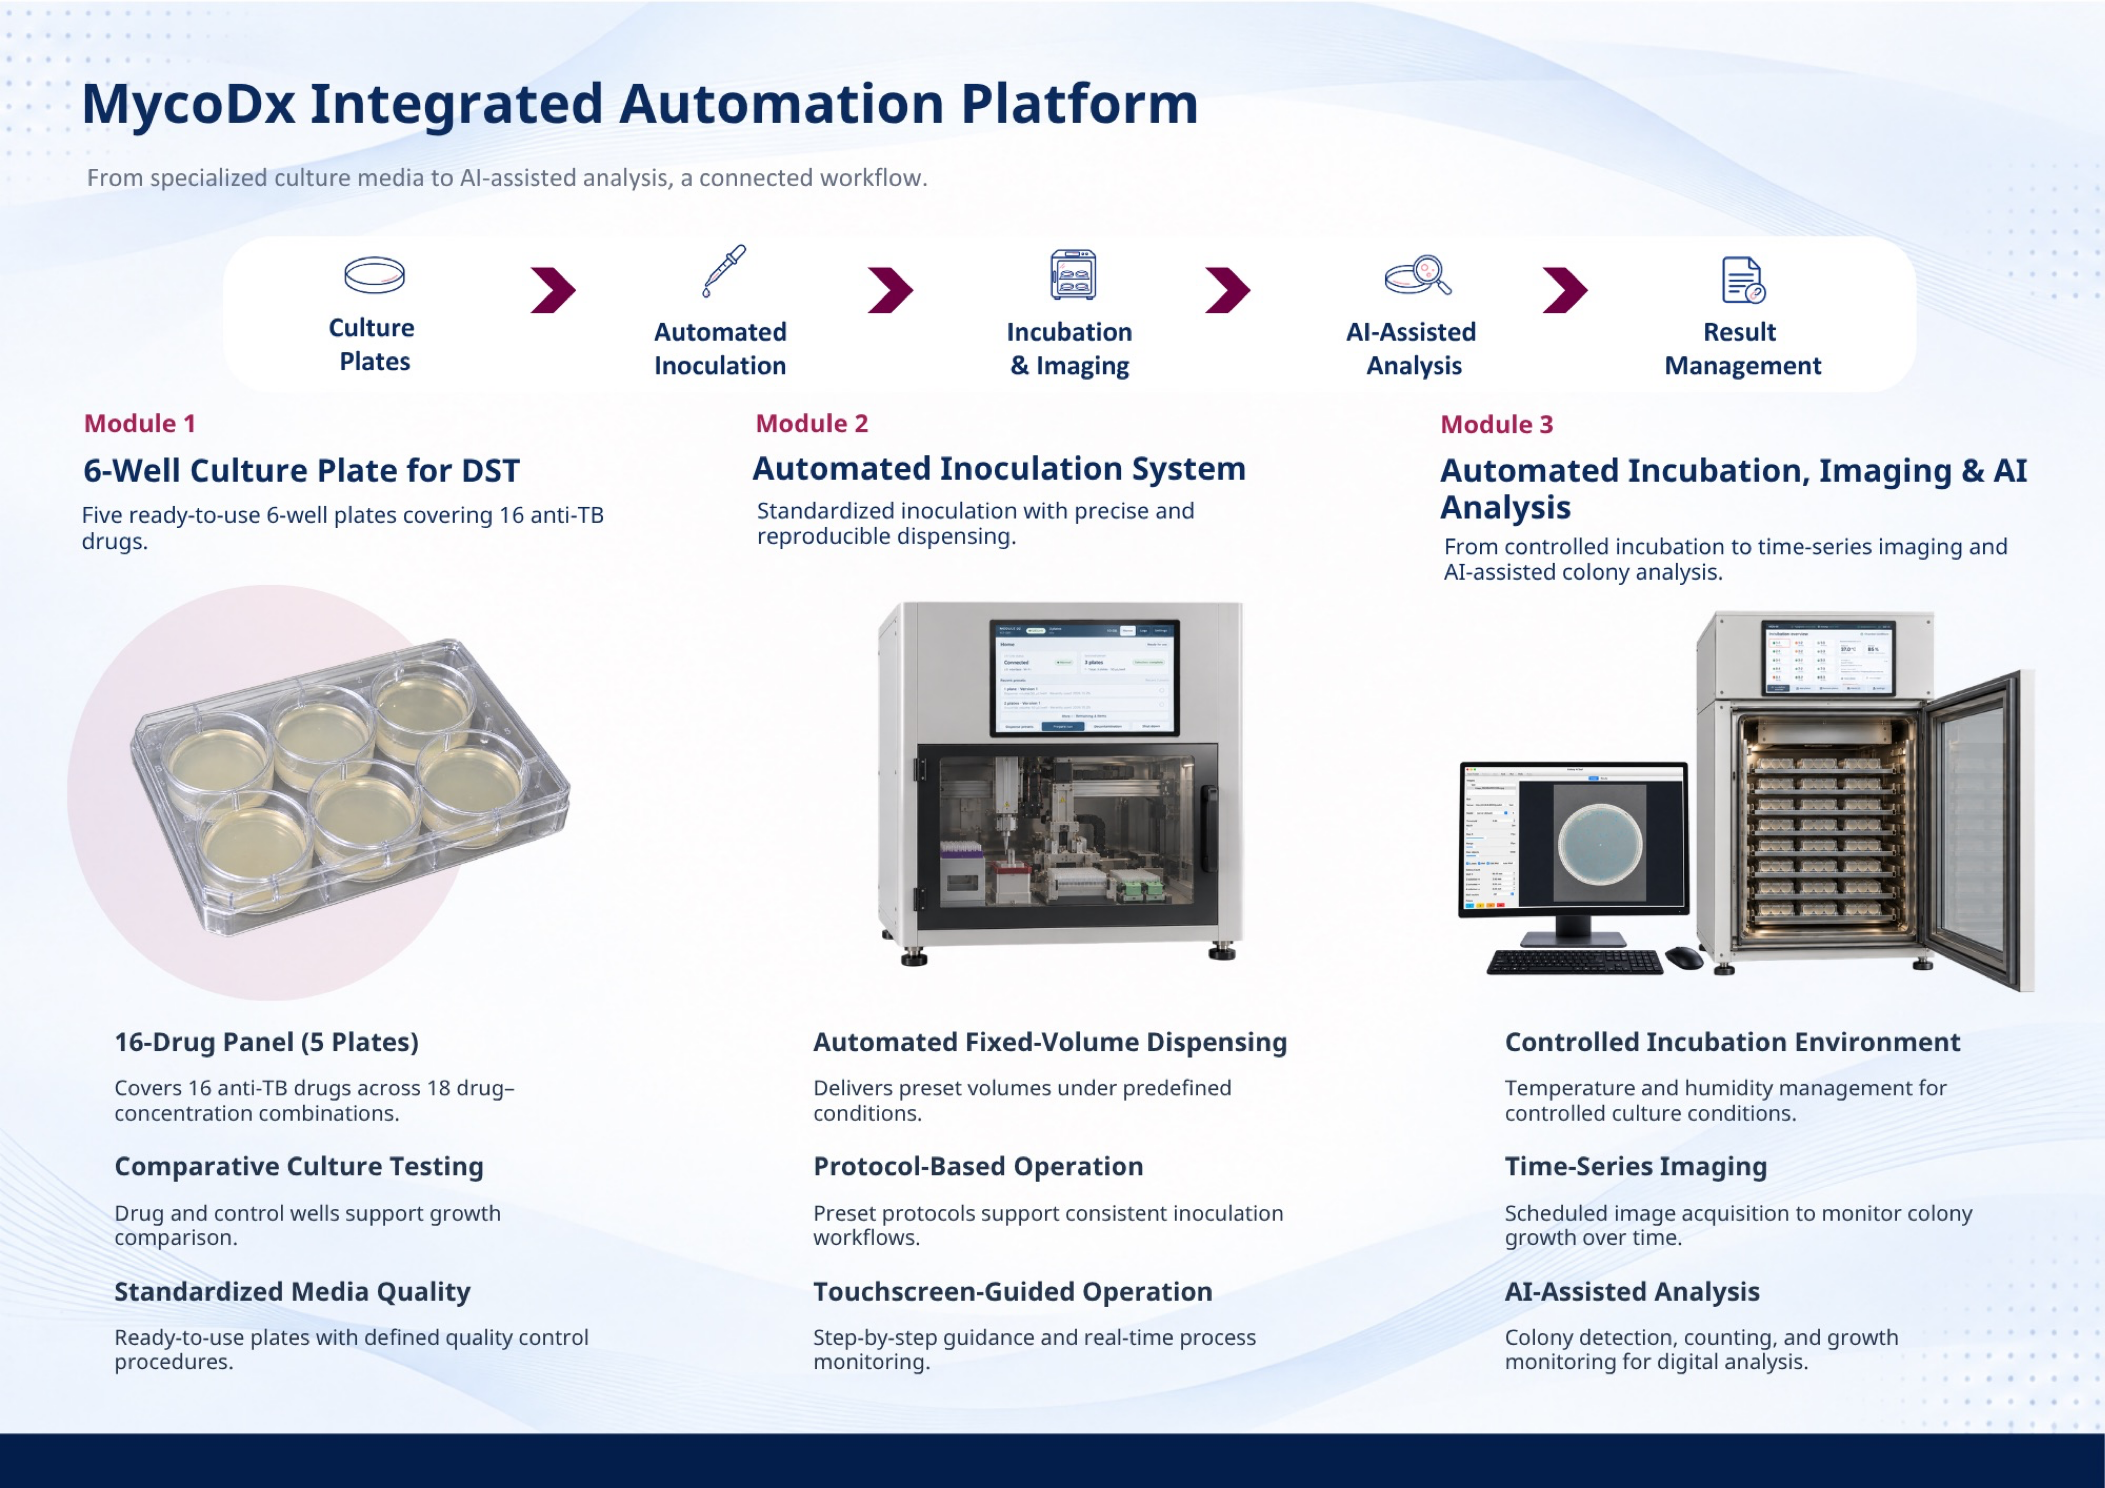 MycoDx Integrated Automation Platform
From specialized culture media to AI-assisted analysis, a connected workflow.
Culture
Plates
Automated
Inoculation
Incubation
& Imaging
AI-Assisted
Analysis
Result
Management
Module 1
6-Well Culture Plate for DST
Five ready-to-use 6-well plates covering 16 anti-TB
drugs.
Module 2
Automated Inoculation System
Standardized inoculation with precise and
reproducible dispensing.
Module 3
Automated Incubation, Imaging & AI
Analysis
From controlled incubation to time-series imaging and
AI-assisted colony analysis.
Home
Connected
3 plates
Incubation overview
16-Drug Panel (5 Plates)
Covers 16 anti-TB drugs across 18 drug–
concentration combinations.
Comparative Culture Testing
Drug and control wells support growth
comparison.
Standardized Media Quality
Ready-to-use plates with defined quality control
procedures.
Automated Fixed-Volume Dispensing
Delivers preset volumes under predefined
conditions.
Protocol-Based Operation
Preset protocols support consistent inoculation
workflows.
Touchscreen-Guided Operation
Step-by-step guidance and real-time process
monitoring.
Controlled Incubation Environment
Temperature and humidity management for
controlled culture conditions.
Time-Series Imaging
Scheduled image acquisition to monitor colony
growth over time.
AI-Assisted Analysis
Colony detection, counting, and growth
monitoring for digital analysis.